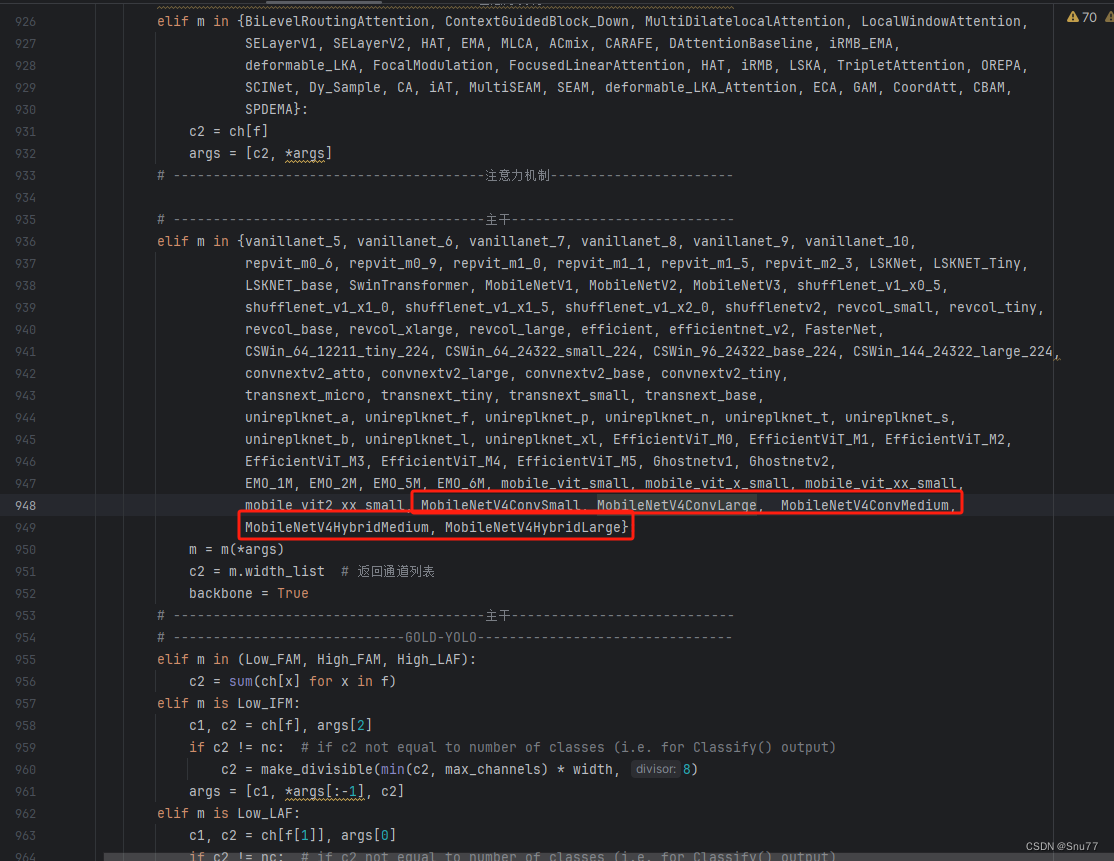 926 elif m in {BiLevelRoutingAttention, ContextGuidedBlock_Down, MultiDilatelocalAttention, LocalWindowAttention,
70
927 SELayerV1, SELayerV2, HAT, EMA, MLCA, ACmix, CARAFE, DAttentionBaseline, iRMB_EMA,
928 deformable_LKA, FocalModulation, FocusedLinearAttention, HAT, iRMB, LSKA, TripletAttention, OREPA,
929 SCINet, Dy_Sample, CA, iAT, MultiSEAM, SEAM, deformable_LKA_Attention, ECA, GAM, CoordAtt, CBAM,
930 SPDEMA}:
931 c2 = ch[f]
932 args = [c2, *args]
933 # ---------------------------------------注意力机制-----------------------
934
935 # ---------------------------------------主干----------------------------
936 elif m in {vanillanet_5, vanillanet_6, vanillanet_7, vanillanet_8, vanillanet_9, vanillanet_10,
937 repvit_m0_6, repvit_m0_9, repvit_m1_0, repvit_m1_1, repvit_m1_5, repvit_m2_3, LSKNet, LSKNET_Tiny,
938 LSKNET_base, SwinTransformer, MobileNetV1, MobileNetV2, MobileNetV3, shufflenet_v1_x0_5,
939 shufflenet_v1_x1_0, shufflenet_v1_x1_5, shufflenet_v1_x2_0, shufflenetv2, revcol_small, revcol_tiny,
940 revcol_base, revcol_xlarge, revcol_large, efficient, efficientnet_v2, FasterNet,
941 CSWin_64_12211_tiny_224, CSWin_64_24322_small_224, CSWin_96_24322_base_224, CSWin_144_24322_large_224,
942 convnextv2_atto, convnextv2_large, convnextv2_base, convnextv2_tiny,
943 transnext_micro, transnext_tiny, transnext_small, transnext_base,
944 unireplknet_a, unireplknet_f, unireplknet_p, unireplknet_n, unireplknet_t, unireplknet_s,
945 unireplknet_b, unireplknet_l, unireplknet_xl, EfficientViT_M0, EfficientViT_M1, EfficientViT_M2,
946 EfficientViT_M3, EfficientViT_M4, EfficientViT_M5, Ghostnetv1, Ghostnetv2,
947 EMO_1M, EMO_2M, EMO_5M, EMO_6M, mobile_vit_small, mobile_vit_x_small, mobile_vit_xx_small,
948 mobile_vit2_xx_small, MobileNetV4ConvSmall, MobileNetV4ConvLarge, MobileNetV4ConvMedium,
949 MobileNetV4HybridMedium, MobileNetV4HybridLarge}
950 m = m(*args)
951 c2 = m.width_list # 返回通道列表
952 backbone = True
953 # ---------------------------------------主干----------------------------
954 # -----------------------------GOLD-YOLO--------------------------------
955 elif m in (Low_FAM, High_FAM, High_LAF):
956 c2 = sum(ch[x] for x in f)
957 elif m is Low_IFM:
958 c1, c2 = ch[f], args[2]
959 if c2 != nc: # if c2 not equal to number of classes (i.e. for Classify() output)
960 c2 = make_divisible(min(c2, max_channels) * width, divisor: 8)
961 args = [c1, *args[:-1], c2]
962 elif m is Low_LAF:
963 c1, c2 = ch[f[1]], args[0]
964 if c2 != nc: # if c2 not equal to number of classes (i.e. for Classify() output)
CSDN @Snu77